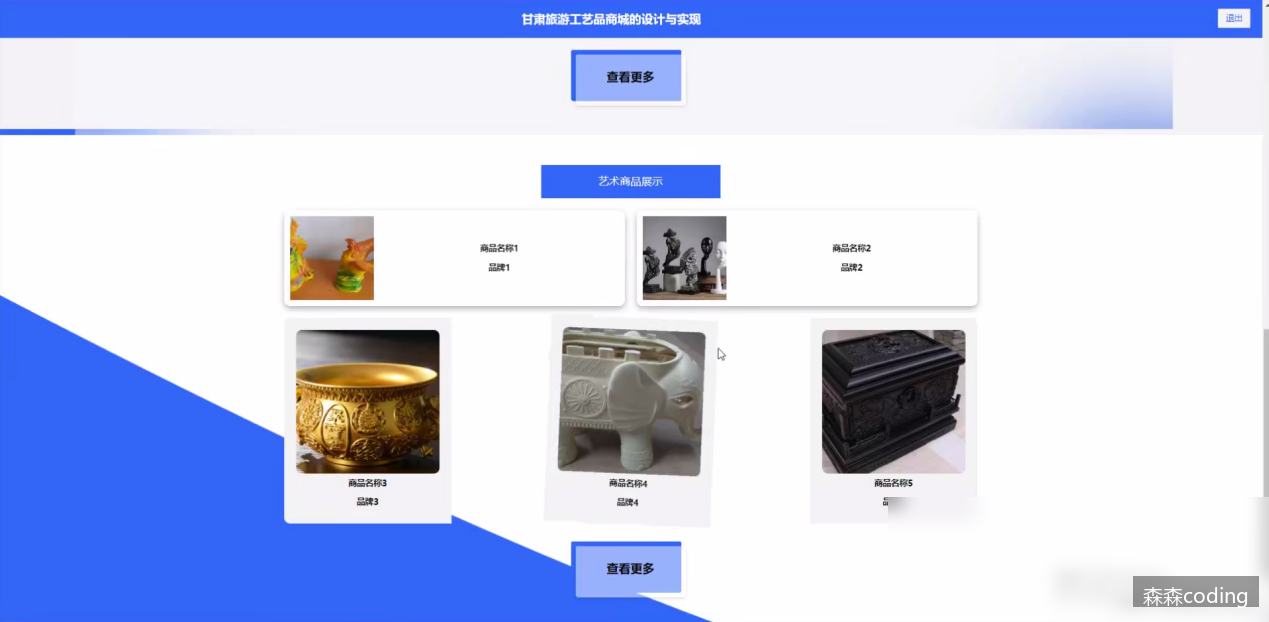 甘肃旅游工艺品商城的设计与实现
退出
查看更多
艺术商品展示
商品名称1
品牌1
商品名称2
品牌2
商品名称3
品牌3
商品名称4
品牌4
商品名称5
查看更多
森森coding